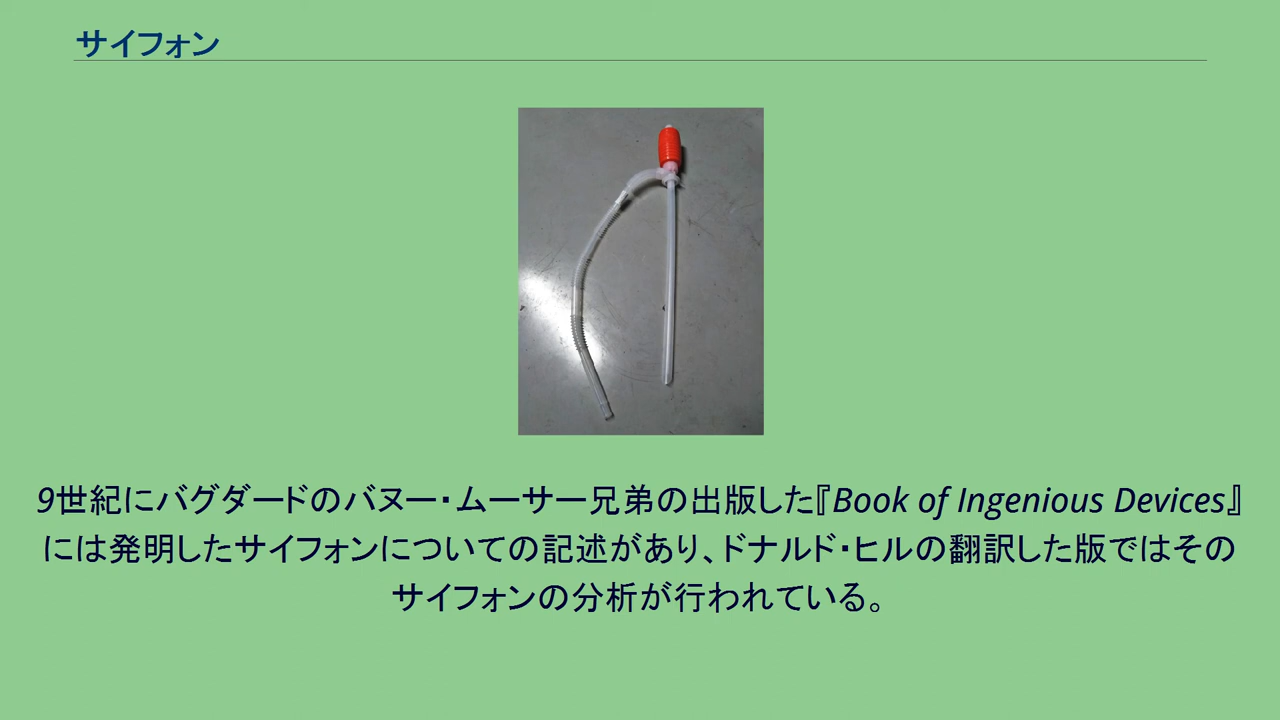 サイフォン
9世紀にバグダードのバヌー・ムーサー兄弟の出版した『Book of Ingenious Devices』
には発明したサイフォンについての記述があり、ドナルド・ヒルの翻訳した版ではその
サイフォンの分析が行われている。